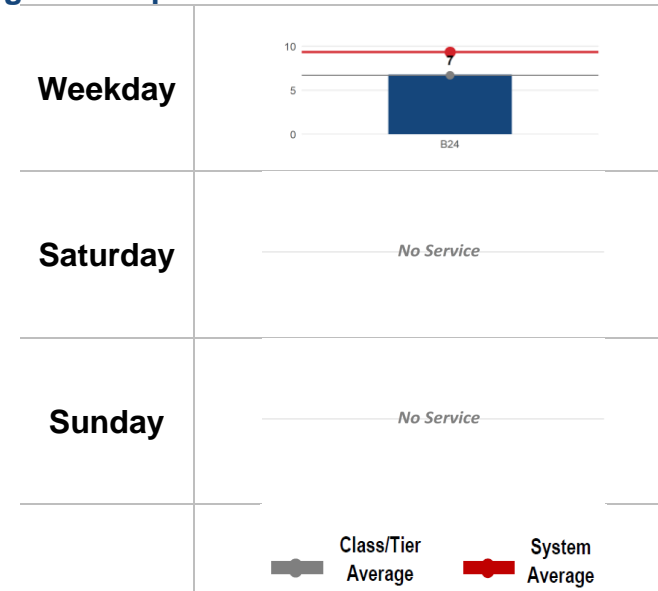 Weekday
10
7
5
0
B24
Saturday
No Service
Sunday
No Service
Class/Tier
Average
System
Average